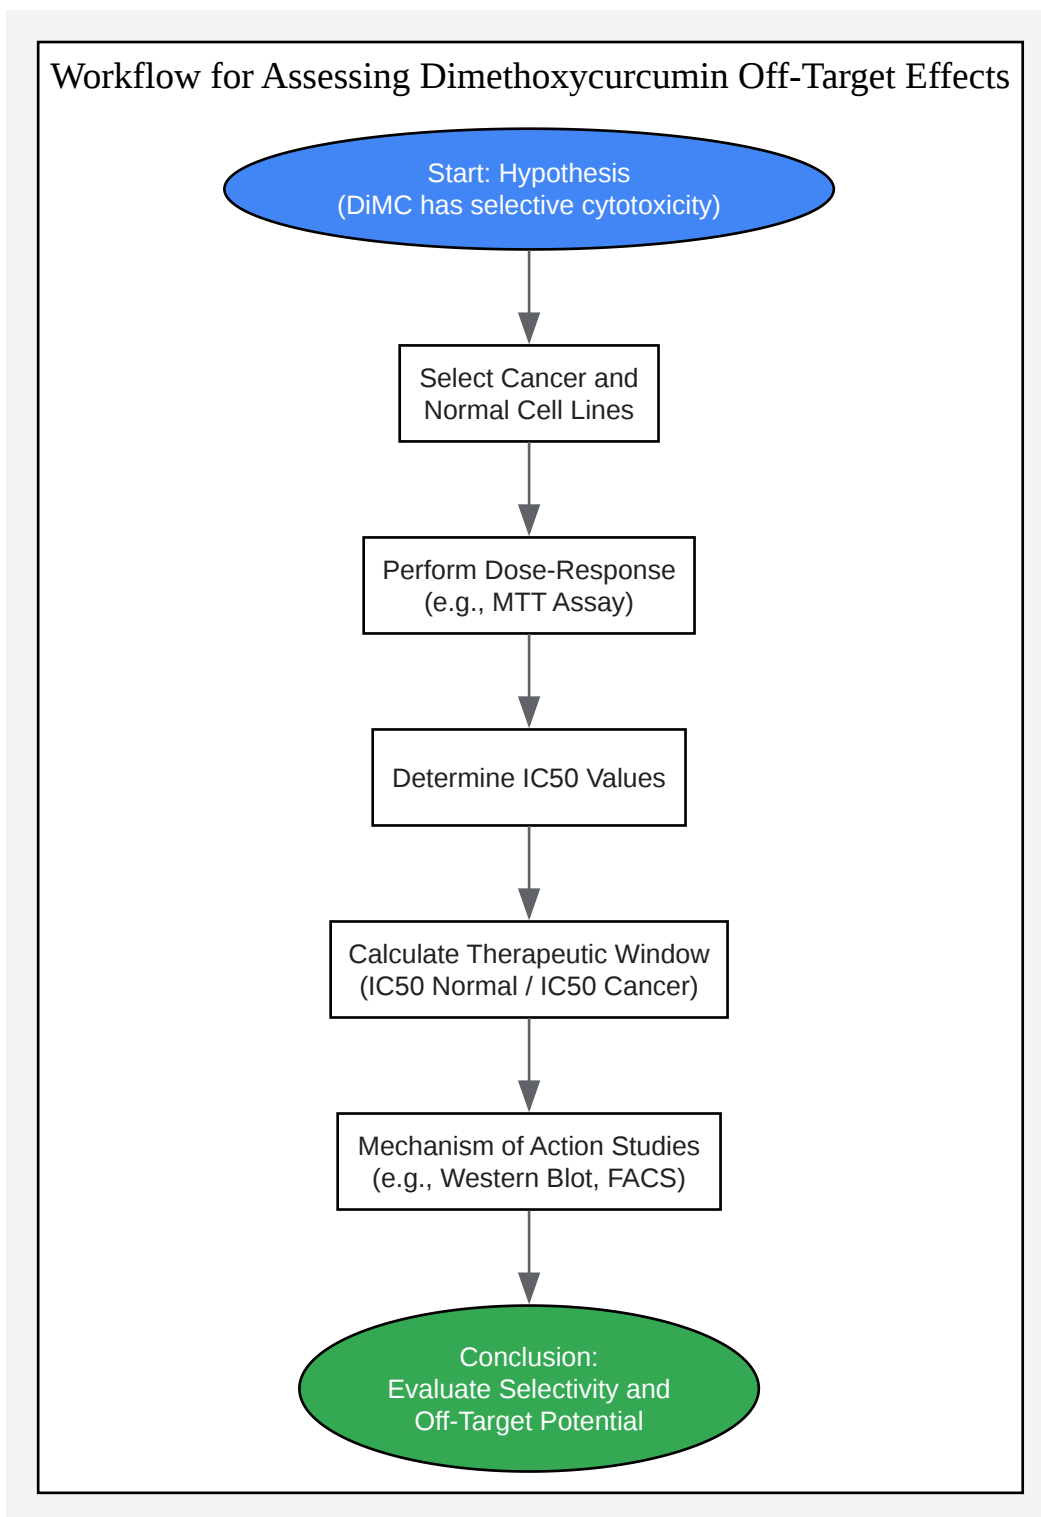 Workflow for Assessing Dimethoxycurcumin Off-Target Effects
Start: Hypothesis
(DiMC has selective cytotoxicity)
Select Cancer and
Normal Cell Lines
Perform Dose-Response
(e.g., MTT Assay)
Determine IC50 Values
Calculate Therapeutic Window
(IC50 Normal / IC50 Cancer)
Mechanism of Action Studies
(e.g., Western Blot, FACS)
Conclusion:
Evaluate Selectivity and
Off-Target Potential